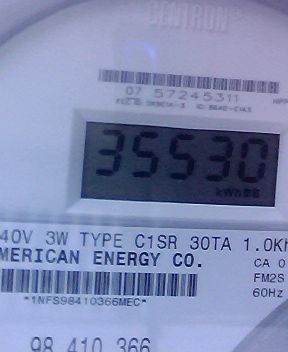 CENTRON®
07 57245311
35530
kWh
40V 3W TYPE C1SR 30TA 1.0Kh
MERICAN ENERGY CO.
CA 0
FM2S
60Hz
*1NFS98410366MEC*
98 410 366